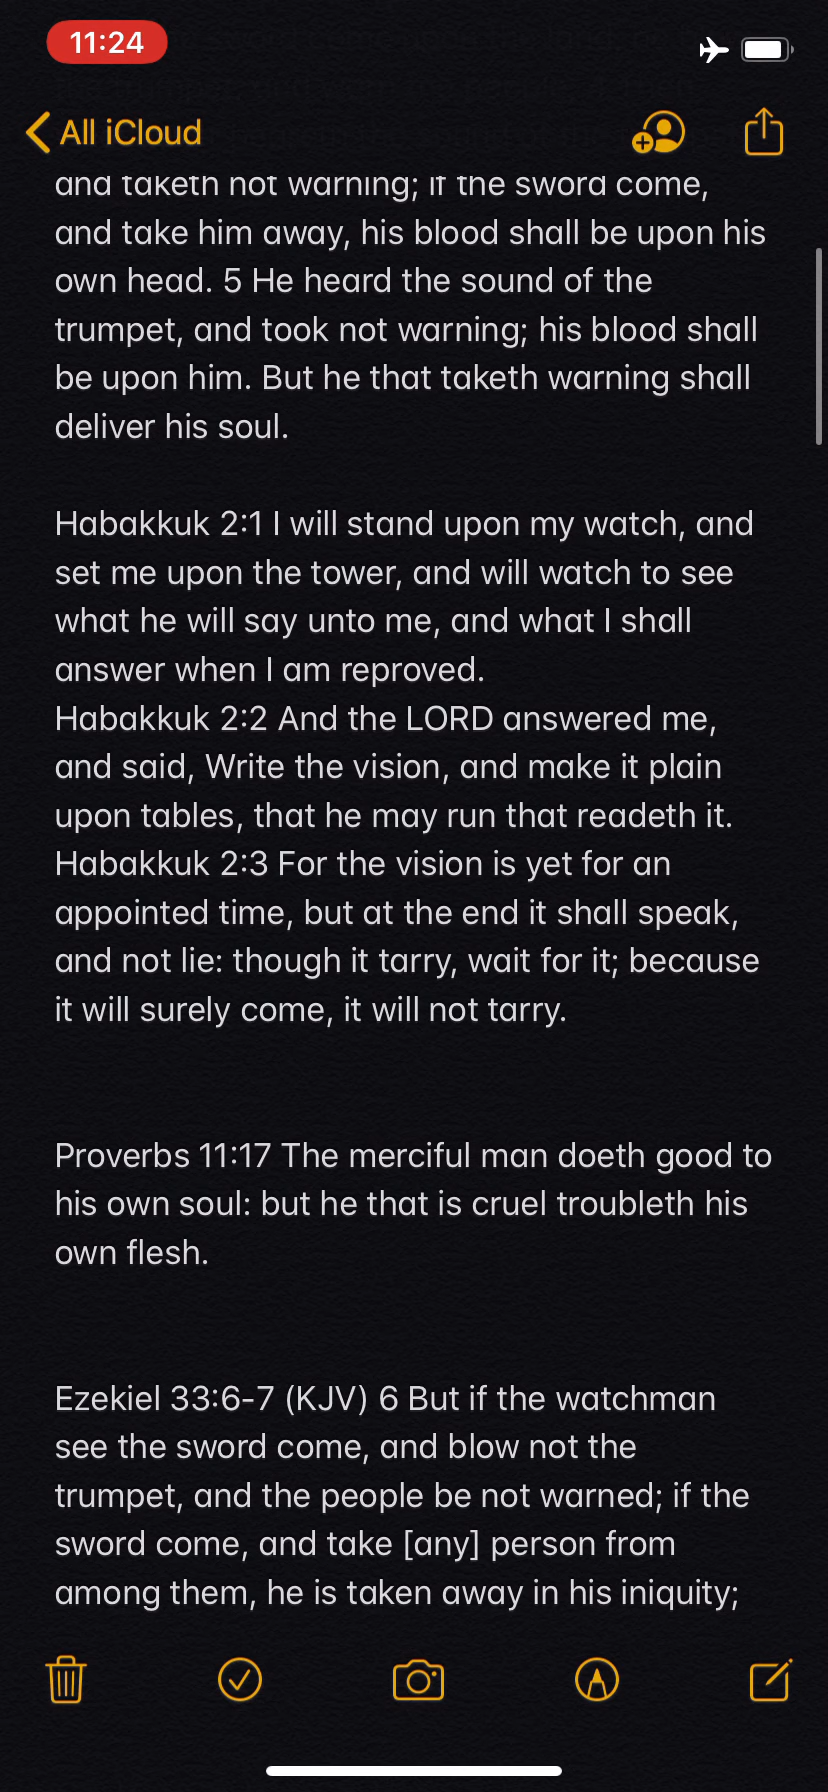 11:24
All iCloud
and taketh not warning; if the sword come,
and take him away, his blood shall be upon his
own head. 5 He heard the sound of the
trumpet, and took not warning; his blood shall
be upon him. But he that taketh warning shall
deliver his soul.
Habakkuk 2:1 I will stand upon my watch, and
set me upon the tower, and will watch to see
what he will say unto me, and what I shall
answer when I am reproved.
Habakkuk 2:2 And the LORD answered me,
and said, Write the vision, and make it plain
upon tables, that he may run that readeth it.
Habakkuk 2:3 For the vision is yet for an
appointed time, but at the end it shall speak,
and not lie: though it tarry, wait for it; because
it will surely come, it will not tarry.
Proverbs 11:17 The merciful man doeth good to
his own soul: but he that is cruel troubleth his
own flesh.
Ezekiel 33:6-7 (KJV) 6 But if the watchman
see the sword come, and blow not the
trumpet, and the people be not warned; if the
sword come, and take [any] person from
among them, he is taken away in his iniquity;